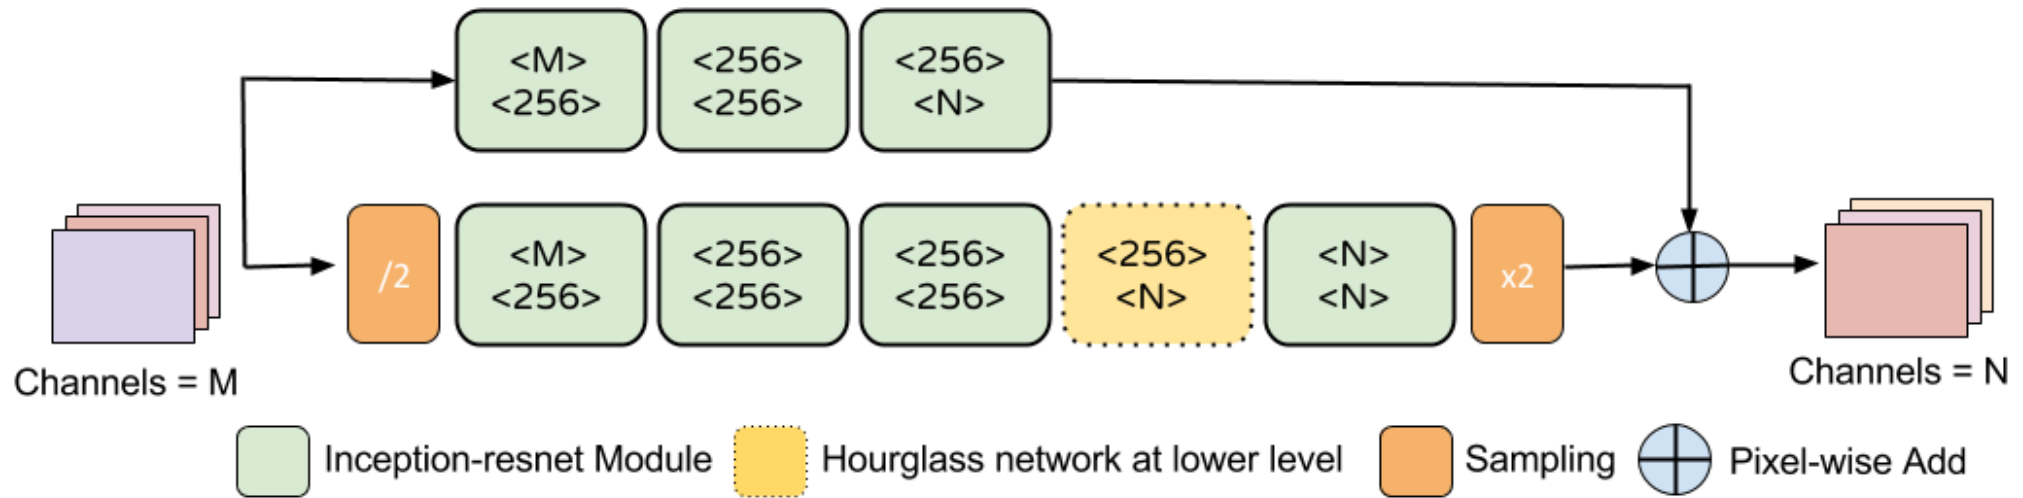 <M> <256> <256>
<256> <256> <N>
/2 <M> <256> <256> <256> <N> x2
<256> <256> <256> <N> <N>
Channels = M
Channels = N
Inception-resnet Module Hourglass network at lower level Sampling Pixel-wise Add